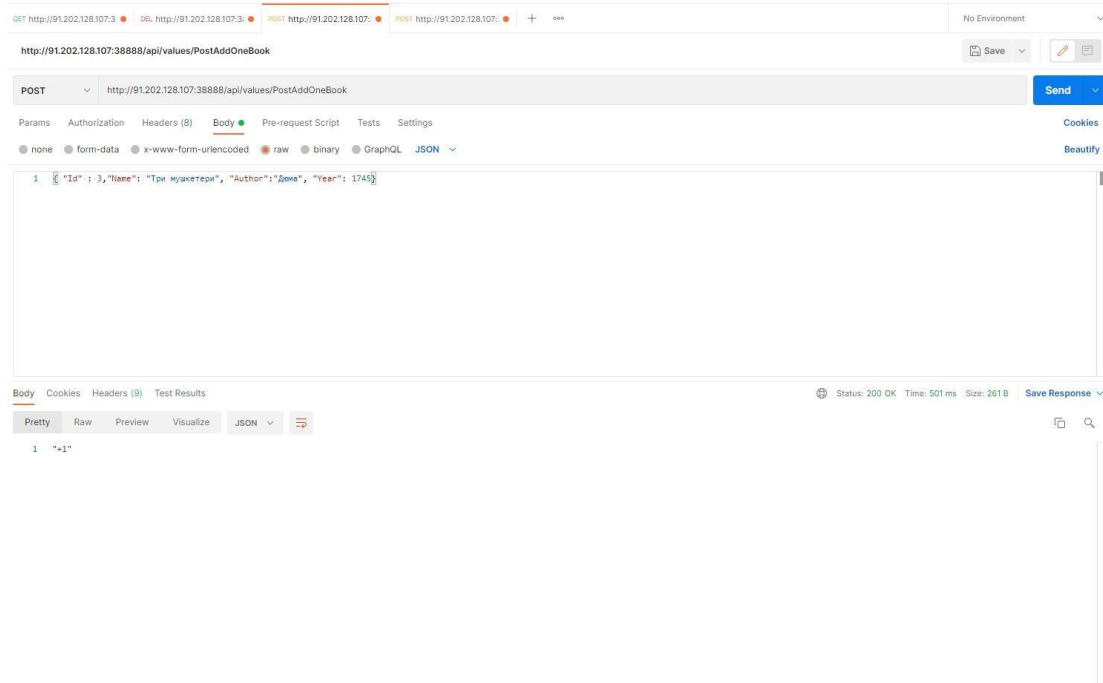 GET http://91.202.128.107:3 DEL http://91.202.128.107:3 POST http://91.202.128.107: POST http://91.202.128.107: + ooo No Environment
http://91.202.128.107:38888/api/values/PostAddOneBook Save
POST http://91.202.128.107:38888/api/values/PostAddOneBook Send
Params Authorization Headers (8) Body Pre-request Script Tests Settings Cookies
none form-data x-www-form-urlencoded raw binary GraphQL JSON Beautify
1 { "Id" : 3,"Name": "Три мушкетери", "Author":"Дюма", "Year": 1745}
Body Cookies Headers (9) Test Results Status: 200 OK Time: 501 ms Size: 261 B Save Response
Pretty Raw Preview Visualize JSON
1 "+1"